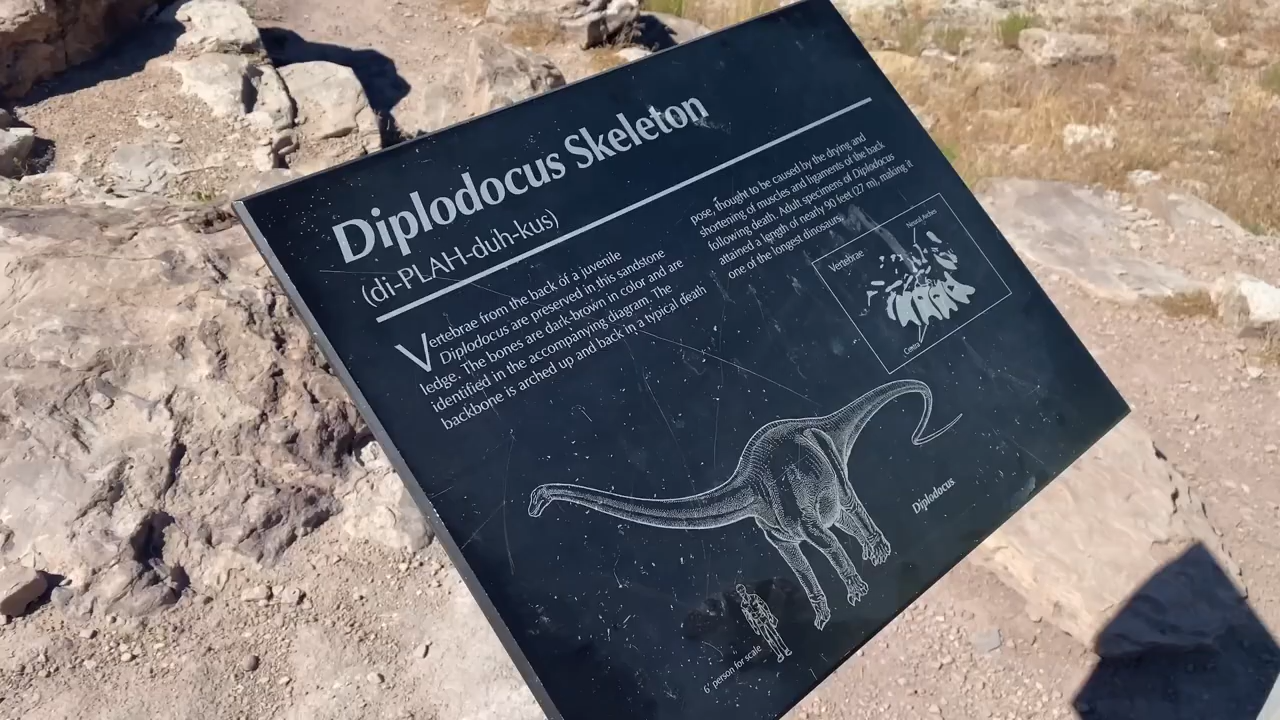 Diplodocus Skeleton
(di-PLAH-duh-kus)
Vertebrae from the back of a juvenile
Diplodocus are preserved in this sandstone
ledge. The bones are dark-brown in color and are
identified in the accompanying diagram. The
backbone is arched up and back in a typical death
pose, thought to be caused by the drying and
shortening of muscles and ligaments of the back
following death. Adult specimens of Diplodocus
attained a length of nearly 90 feet (27 m), making it
one of the longest dinosaurs.
Neural Arches
Vertebrae
Centra
Diplodocus
6' person for scale